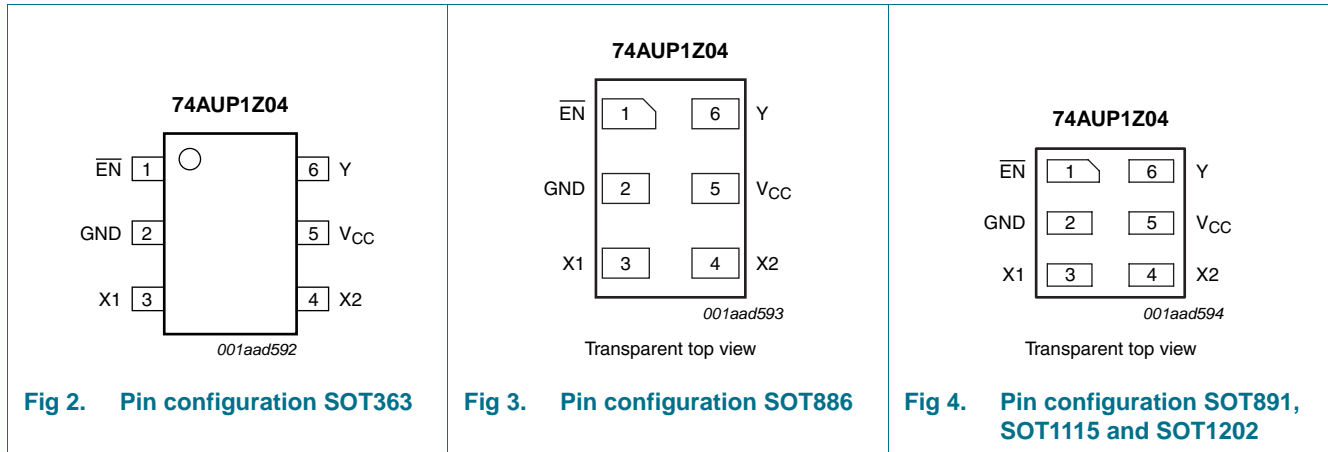 74AUP1Z04
EN 1 6 Y
GND 2 5 VCC
X1 3 4 X2
001aad592
Fig 2. Pin configuration SOT363
74AUP1Z04
EN 1 6 Y
GND 2 5 VCC
X1 3 4 X2
001aad593
Transparent top view
Fig 3. Pin configuration SOT886
74AUP1Z04
EN 1 6 Y
GND 2 5 VCC
X1 3 4 X2
001aad594
Transparent top view
Fig 4. Pin configuration SOT891,
SOT1115 and SOT1202